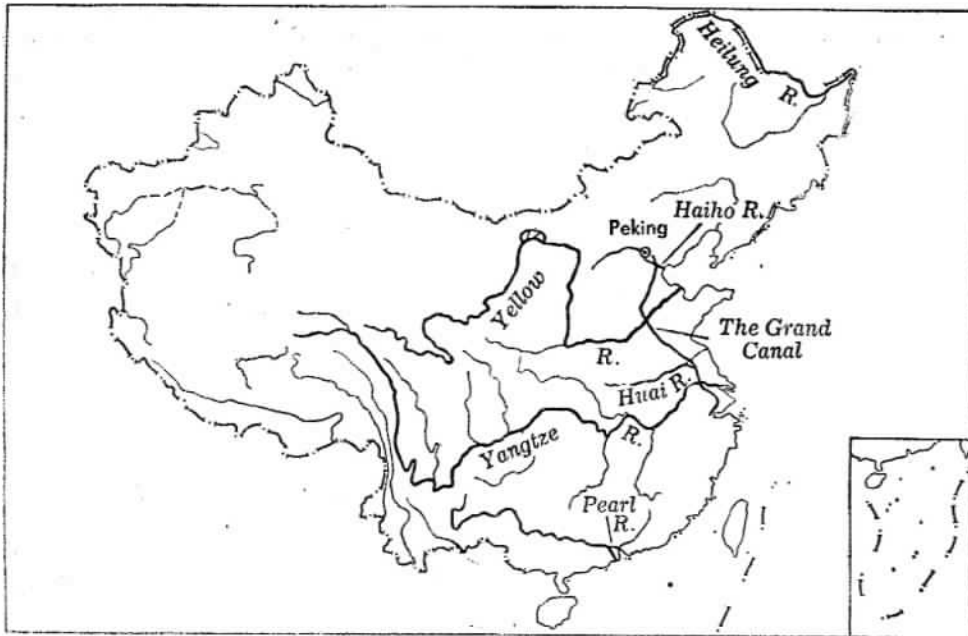 Heilung
R.
Haiho R.
Peking
Yellow
R.
The Grand
Canal
Huai R.
Yangtze
R.
Pearl
R.